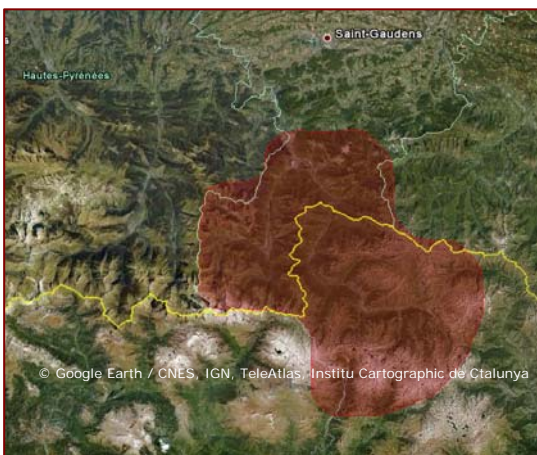 Saint-Gaudens
s
Hautes-Pyrénées
© Google Earth / CNES, IGN, TeleAtlas, Institu Cartographic de Ctalunya